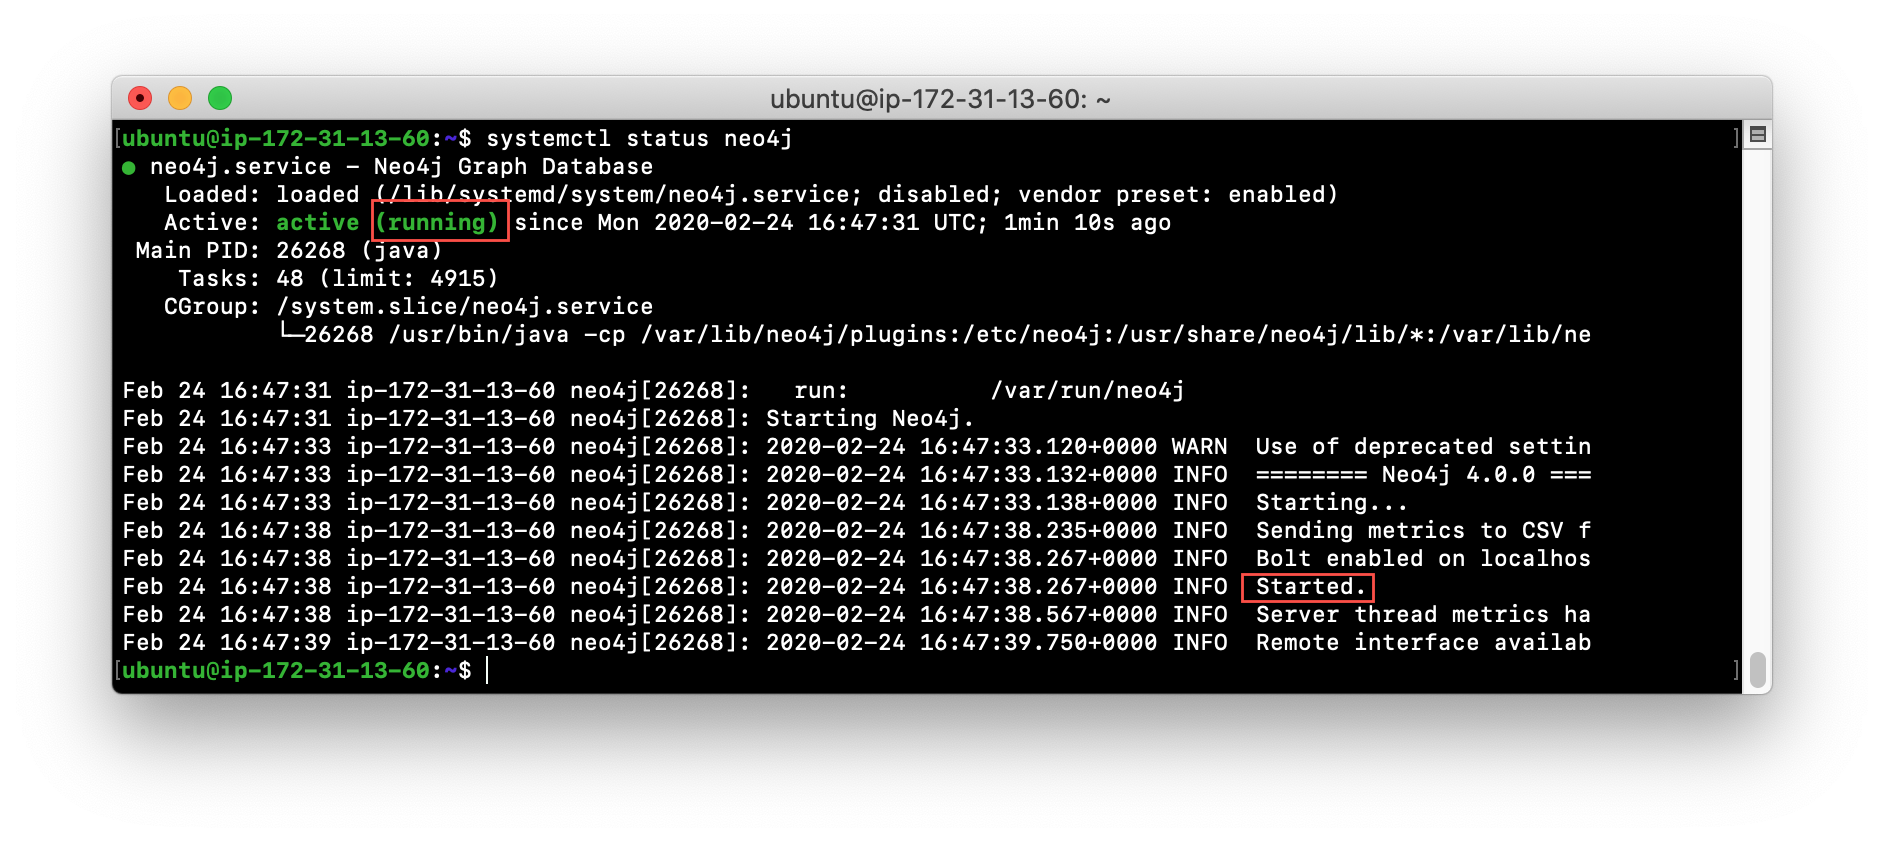 ubuntu@ip-172-31-13-60: ~
[ubuntu@ip-172-31-13-60:~$ systemctl status neo4j ]
● neo4j.service - Neo4j Graph Database
Loaded: loaded (/lib/systemd/system/neo4j.service; disabled; vendor preset: enabled)
Active: active (running) since Mon 2020-02-24 16:47:31 UTC; 1min 10s ago
Main PID: 26268 (java)
Tasks: 48 (limit: 4915)
CGroup: /system.slice/neo4j.service
└─26268 /usr/bin/java -cp /var/lib/neo4j/plugins:/etc/neo4j:/usr/share/neo4j/lib/*:/var/lib/ne
Feb 24 16:47:31 ip-172-31-13-60 neo4j[26268]:   run:          /var/run/neo4j
Feb 24 16:47:31 ip-172-31-13-60 neo4j[26268]: Starting Neo4j.
Feb 24 16:47:33 ip-172-31-13-60 neo4j[26268]: 2020-02-24 16:47:33.120+0000 WARN  Use of deprecated settin
Feb 24 16:47:33 ip-172-31-13-60 neo4j[26268]: 2020-02-24 16:47:33.132+0000 INFO  ======== Neo4j 4.0.0 ===
Feb 24 16:47:33 ip-172-31-13-60 neo4j[26268]: 2020-02-24 16:47:33.138+0000 INFO  Starting...
Feb 24 16:47:38 ip-172-31-13-60 neo4j[26268]: 2020-02-24 16:47:38.235+0000 INFO  Sending metrics to CSV f
Feb 24 16:47:38 ip-172-31-13-60 neo4j[26268]: 2020-02-24 16:47:38.267+0000 INFO  Bolt enabled on localhos
Feb 24 16:47:38 ip-172-31-13-60 neo4j[26268]: 2020-02-24 16:47:38.267+0000 INFO  Started.
Feb 24 16:47:38 ip-172-31-13-60 neo4j[26268]: 2020-02-24 16:47:38.567+0000 INFO  Server thread metrics ha
Feb 24 16:47:39 ip-172-31-13-60 neo4j[26268]: 2020-02-24 16:47:39.750+0000 INFO  Remote interface availab
[ubuntu@ip-172-31-13-60:~$ ]